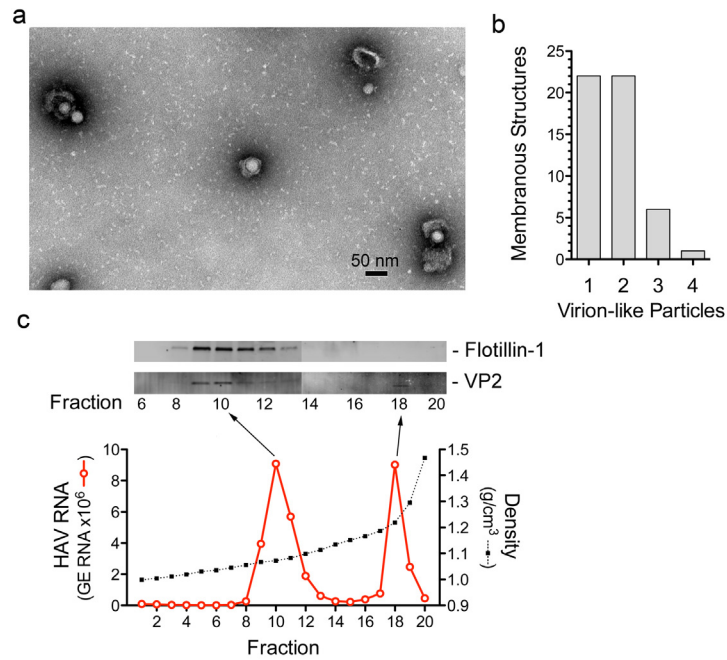 a
50 nm
b
Membranous Structures
25
20
15
10
5
0
1 2 3 4
Virion-like Particles
c
- Flotillin-1
- VP2
Fraction 6 8 10 12 14 16 18 20
HAV RNA
(GE RNA x10⁶ )
10
8
6
4
2
0
1.5
1.4
1.3
1.2
1.1
1.0
0.9
Density
(g/cm³ )
2 4 6 8 10 12 14 16 18 20
Fraction